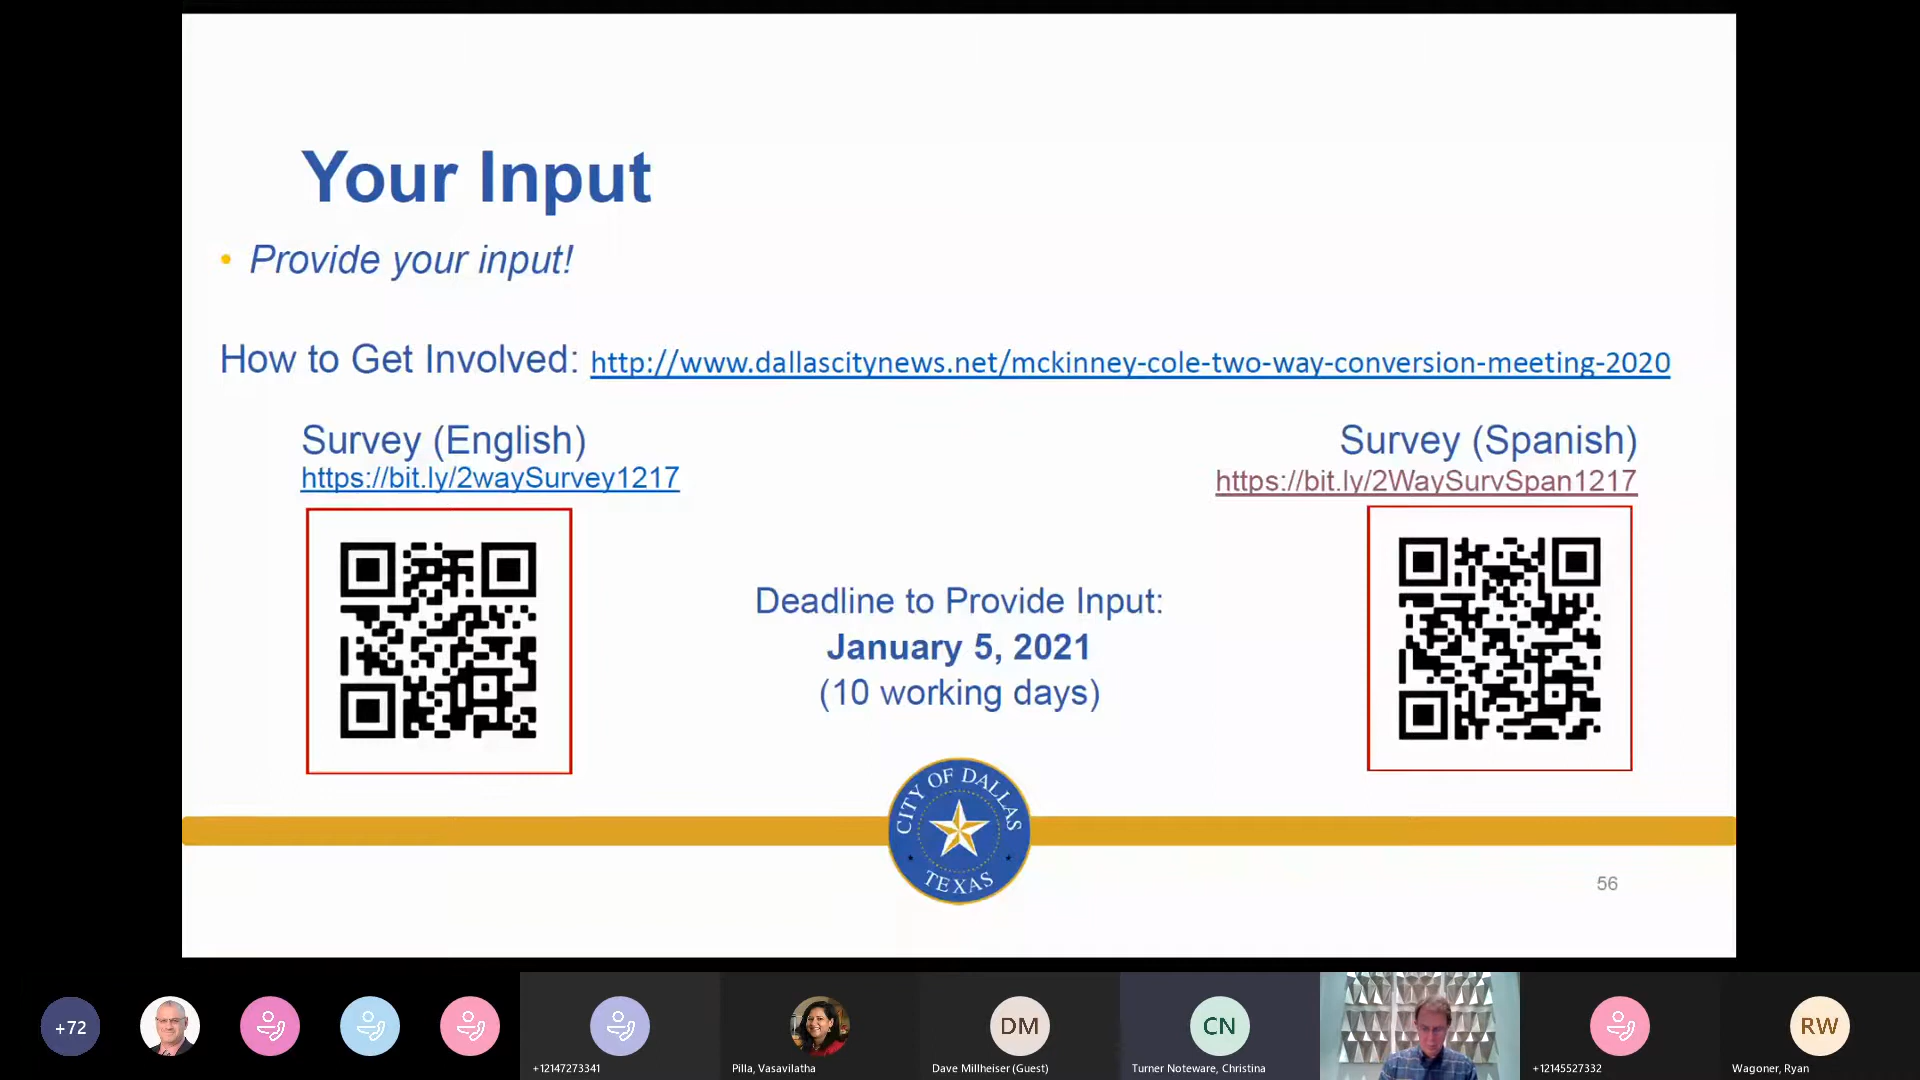 Your Input
• Provide your input!
How to Get Involved: http://www.dallascitynews.net/mckinney-cole-two-way-conversion-meeting-2020
Survey (English)
https://bit.ly/2waySurvey1217
Survey (Spanish)
https://bit.ly/2WaySurvSpan1217
Deadline to Provide Input:
January 5, 2021
(10 working days)
CITY OF DALLAS
TEXAS
56
+72
+12147273341
Pilla, Vasavilatha
DM
Dave Millheiser (Guest)
CN
Turner Noteware, Christina
+12145527332
RW
Wagoner, Ryan